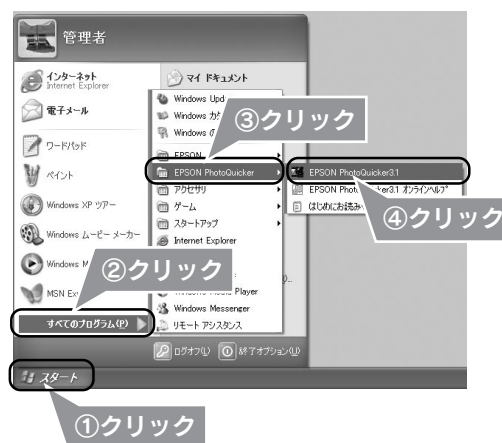 管理者
インターネット
Internet Explorer
電子メール
ワードパッド
ペイント
Windows XP ツアー
Windows ムービー メーカー
Windows M
MSN Ex
すべてのプログラム(P)
マイ ドキュメント
Windows Upd
Windows カタ
Windows の
EPSON
EPSON PhotoQuicker
アクセサリ
ゲーム
スタートアップ
Internet Explorer
Windows Media Player
Windows Messenger
リモート アシスタンス
EPSON PhotoQuicker3.1
EPSON PhotoQuicker3.1 オンラインヘルプ
はじめにお読み
③クリック
④クリック
②クリック
ログオフ(L)
終了オプション(U)
スタート
①クリック